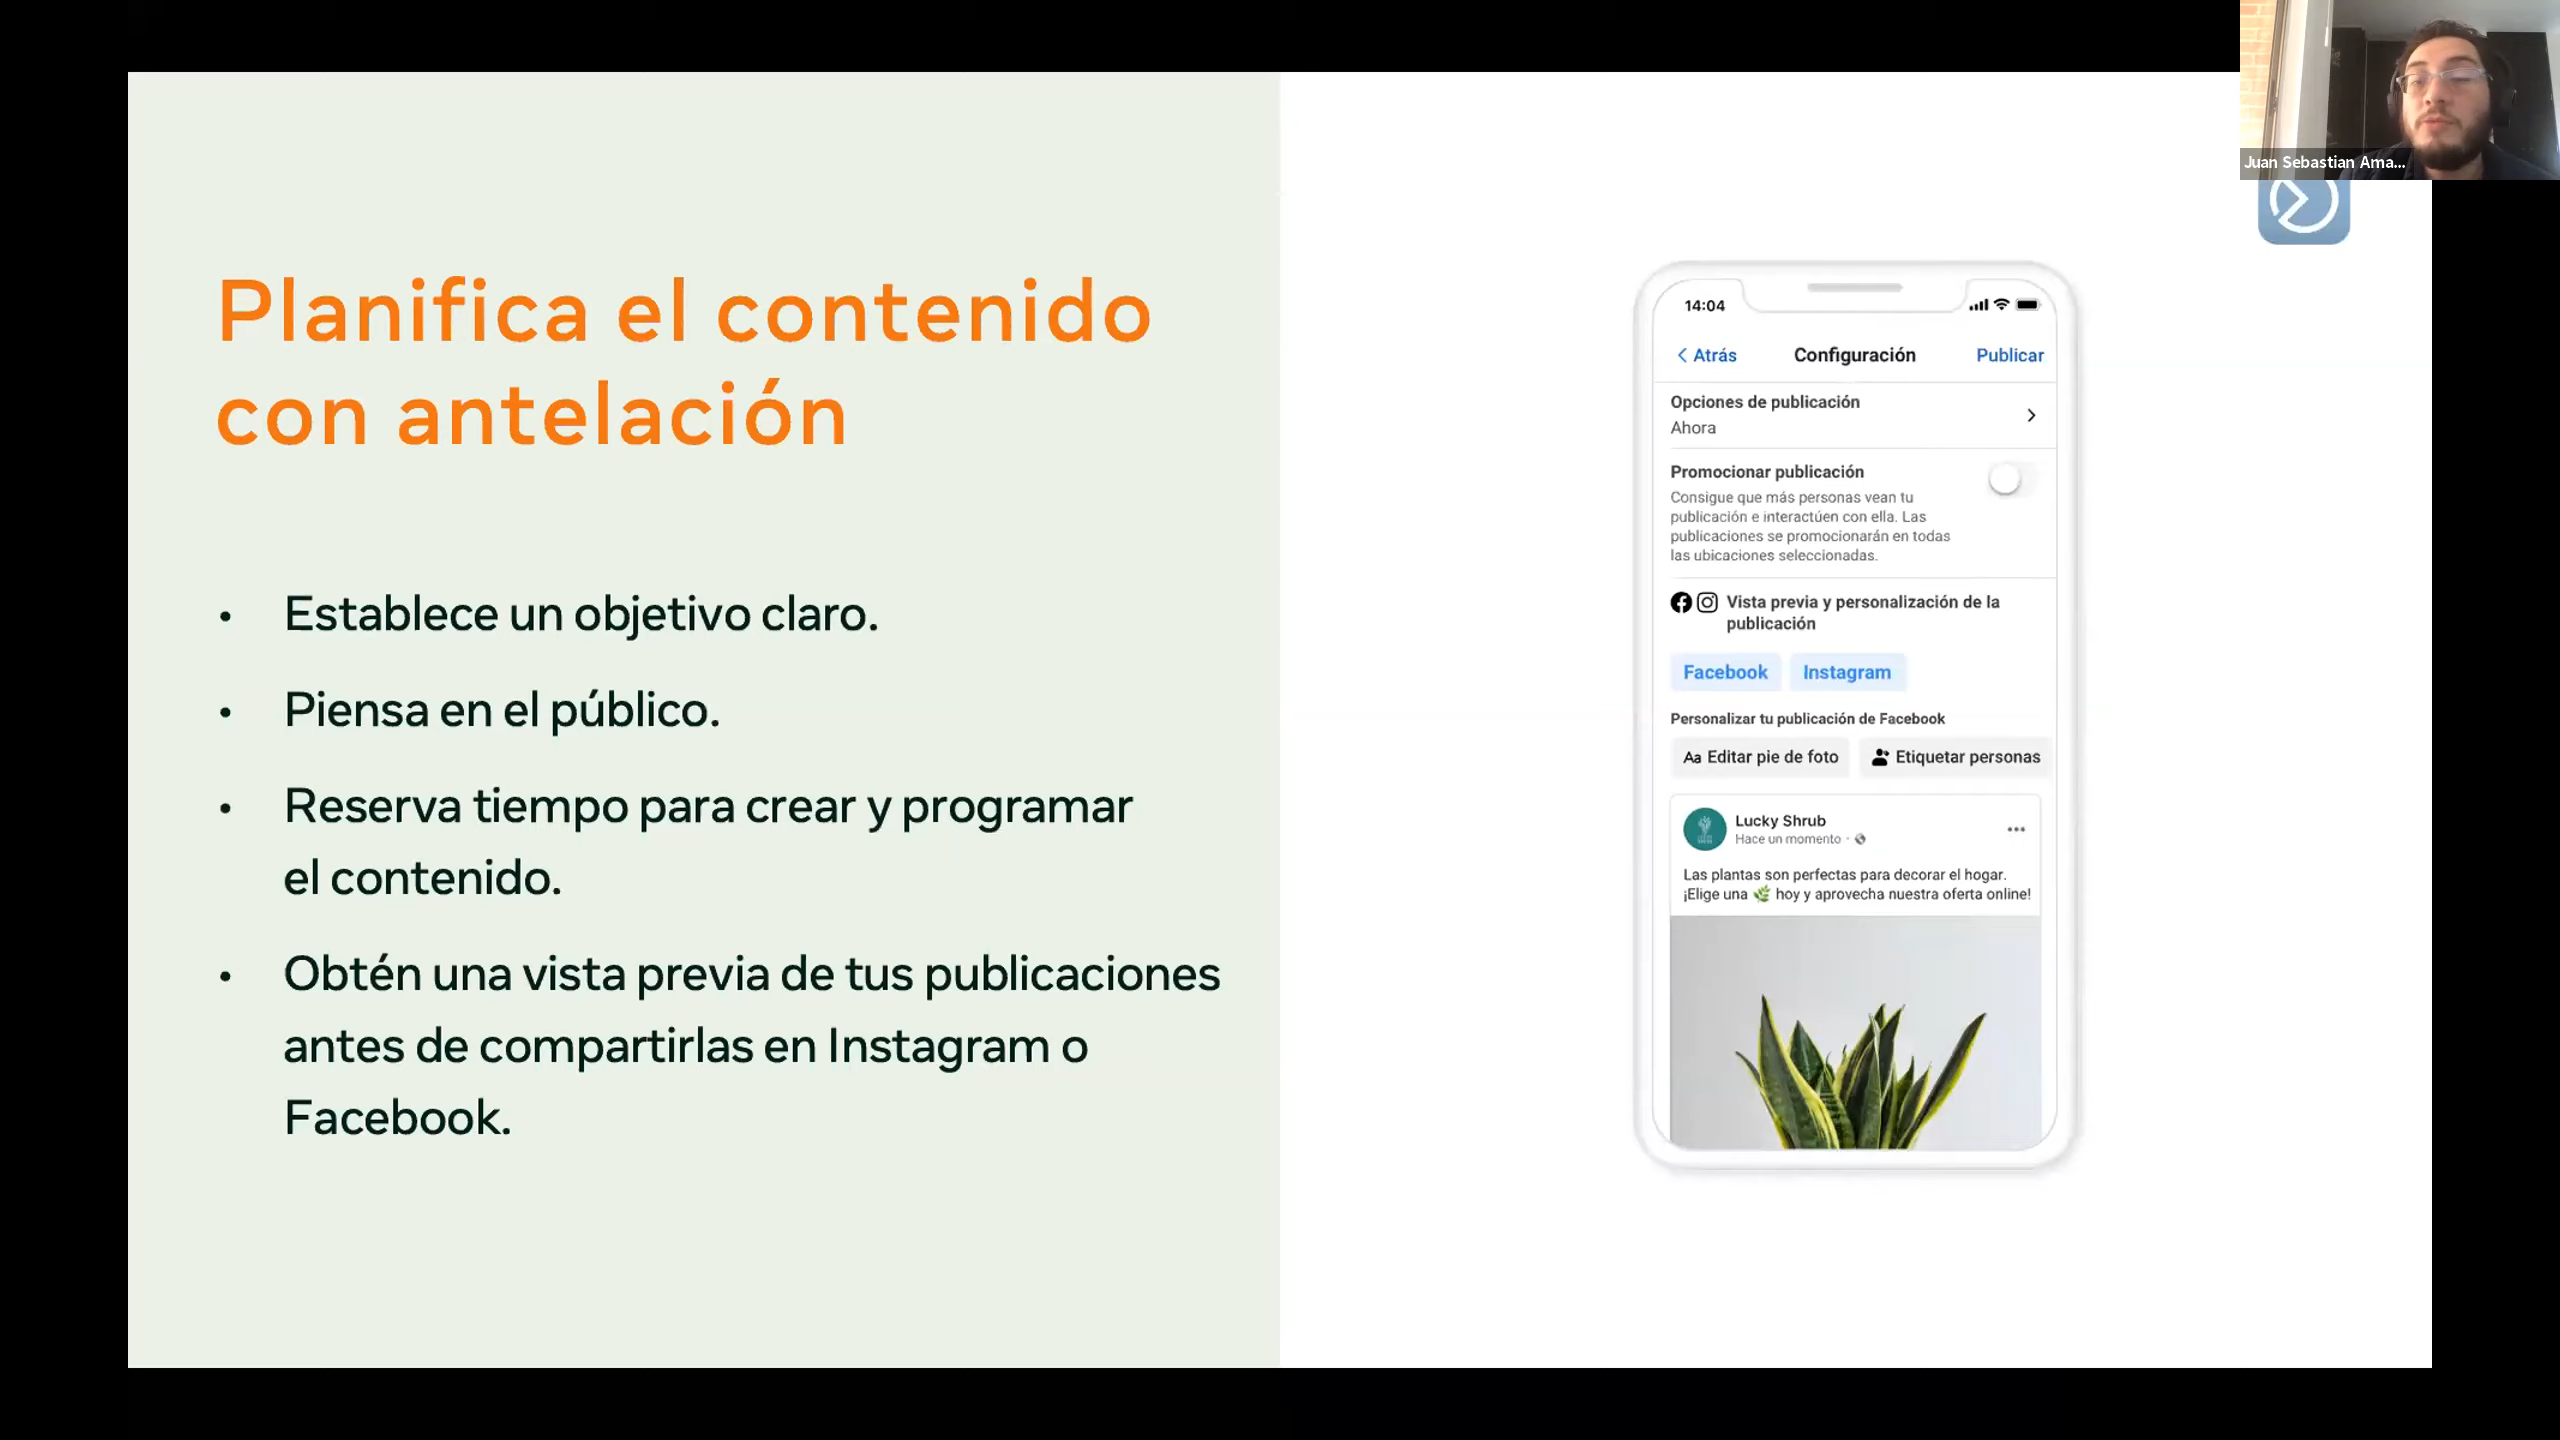 Planifica el contenido
con antelación
• Establece un objetivo claro.
• Piensa en el público.
• Reserva tiempo para crear y programar
el contenido.
• Obtén una vista previa de tus publicaciones
antes de compartirlas en Instagram o
Facebook.
14:04
Atrás Configuración Publicar
Opciones de publicación
Ahora
Promocionar publicación
Consigue que más personas vean tu
publicación e interactúen con ella. Las
publicaciones se promocionarán en todas
las ubicaciones seleccionadas.
Vista previa y personalización de la
publicación
Facebook Instagram
Personalizar tu publicación de Facebook
Aa Editar pie de foto Etiquetar personas
Lucky Shrub
Hace un momento ·
Las plantas son perfectas para decorar el hogar.
¡Elige una 🌿 hoy y aprovecha nuestra oferta online!
Juan Sebastian Ama...